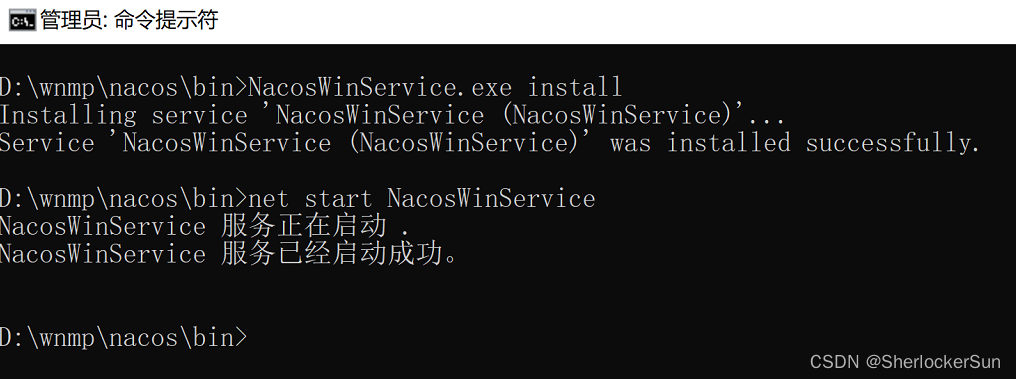 管理员: 命令提示符
D:\wnmp\nacos\bin>NacosWinService.exe install
Installing service 'NacosWinService (NacosWinService)'...
Service 'NacosWinService (NacosWinService)' was installed successfully.
D:\wnmp\nacos\bin>net start NacosWinService
NacosWinService 服务正在启动 .
NacosWinService 服务已经启动成功。
D:\wnmp\nacos\bin>
CSDN @SherlockerSun